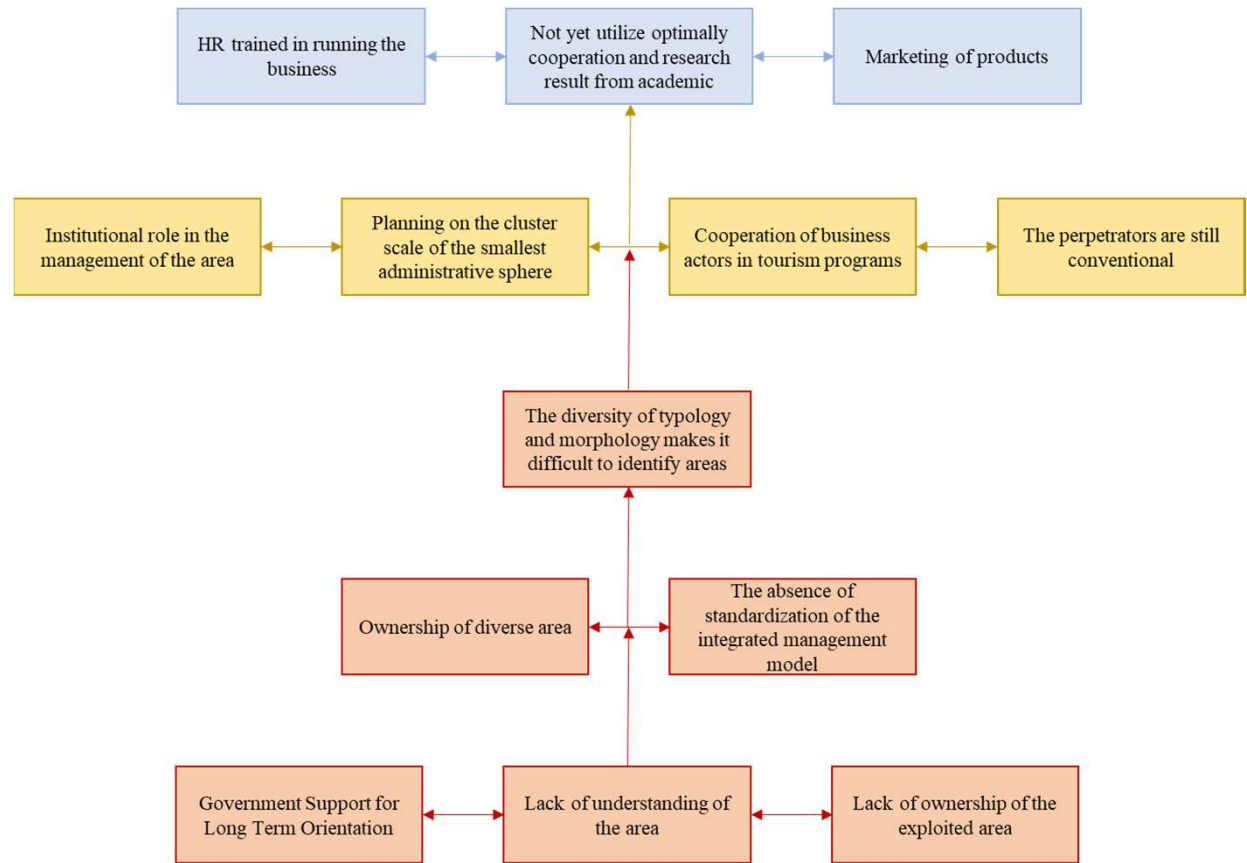 HR trained in running the
business
Not yet utilize optimally
cooperation and research
result from academic
Marketing of products
Institutional role in the
management of the area
Planning on the cluster
scale of the smallest
administrative sphere
Cooperation of business
actors in tourism programs
The perpetrators are still
conventional
The diversity of typology
and morphology makes it
difficult to identify areas
Ownership of diverse area
The absence of
standardization of the
integrated management
model
Government Support for
Long Term Orientation
Lack of understanding of
the area
Lack of ownership of the
exploited area